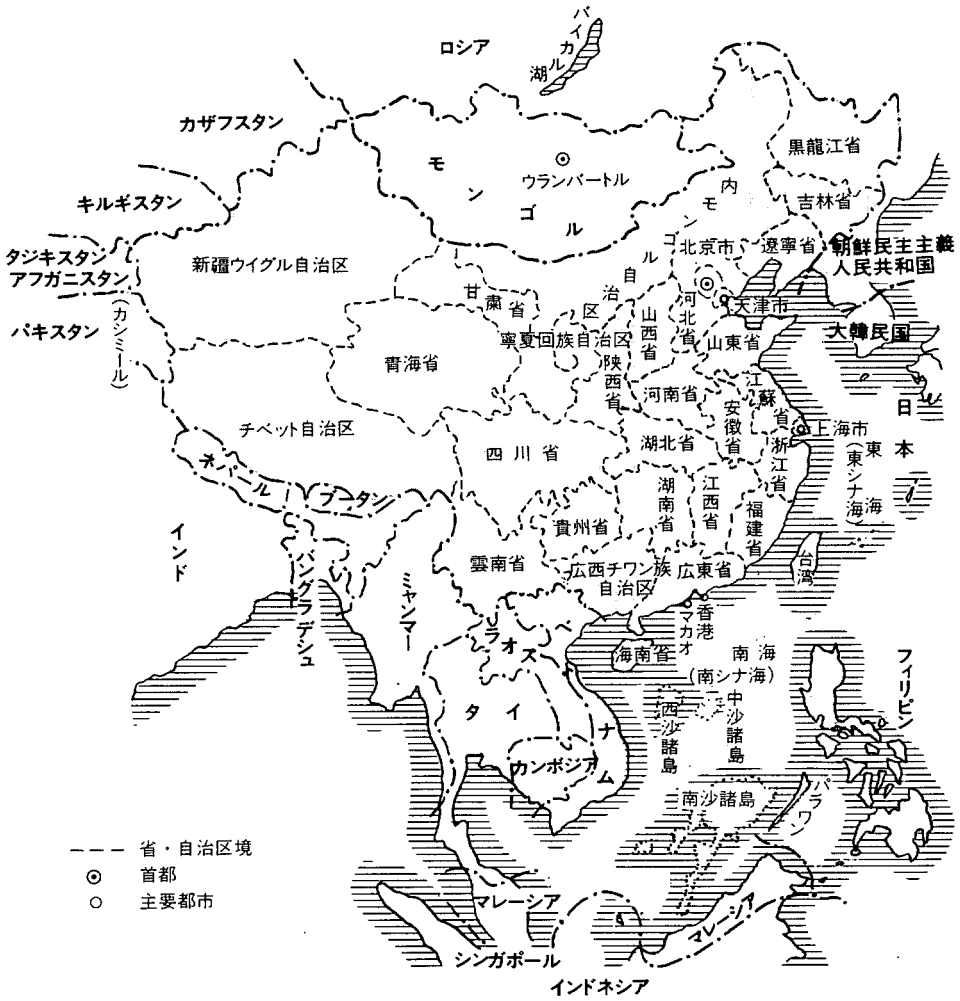 バイカル湖
ロシア
カザフスタン
モンゴル
ウランバートル
黒龍江省
内モンゴル自治区
吉林省
キルギスタン
タジキスタン
アフガニスタン
新疆ウイグル自治区
北京市
遼寧省
朝鮮民主主義
人民共和国
甘粛省
河北省
天津市
パキスタン
(カシミール)
寧夏回族自治区
山西省
山東省
大韓民国
青海省
陝西省
河南省
江蘇省
安徽省
日本
チベット自治区
四川省
湖北省
上海市
浙江省
東海
(東シナ海)
ネパール
ブータン
湖南省
江西省
福建省
貴州省
インド
バングラデシュ
ミャンマー
雲南省
広西チワン族
自治区
広東省
台湾
ラオス
ベトナム
マカオ
香港
海南省
南海
(南シナ海)
フィリピン
タイ
西沙諸島
中沙諸島
カンボジア
南沙諸島
パラワン
省・自治区境
首都
主要都市
マレーシア
マレーシア
シンガポール
インドネシア